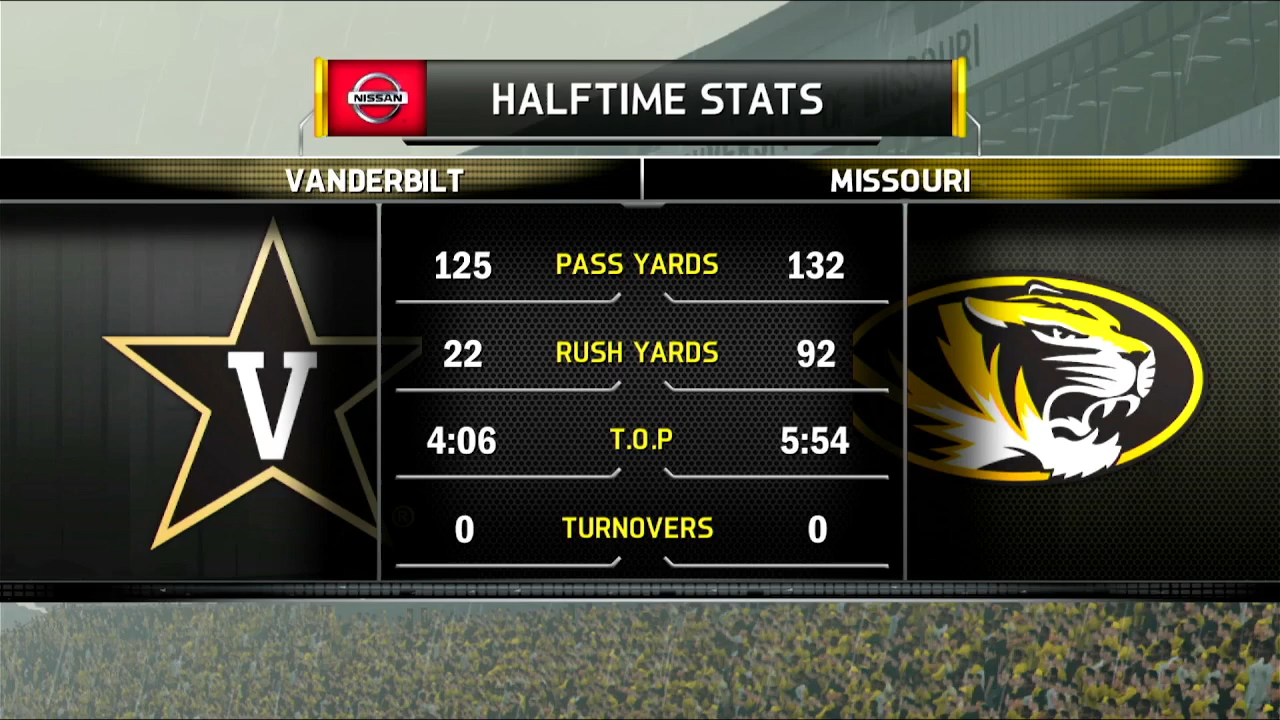 MISSOURI
NISSAN
HALFTIME STATS
VANDERBILT MISSOURI
V
125 PASS YARDS 132
22 RUSH YARDS 92
4:06 T.O.P 5:54
0 TURNOVERS 0
®